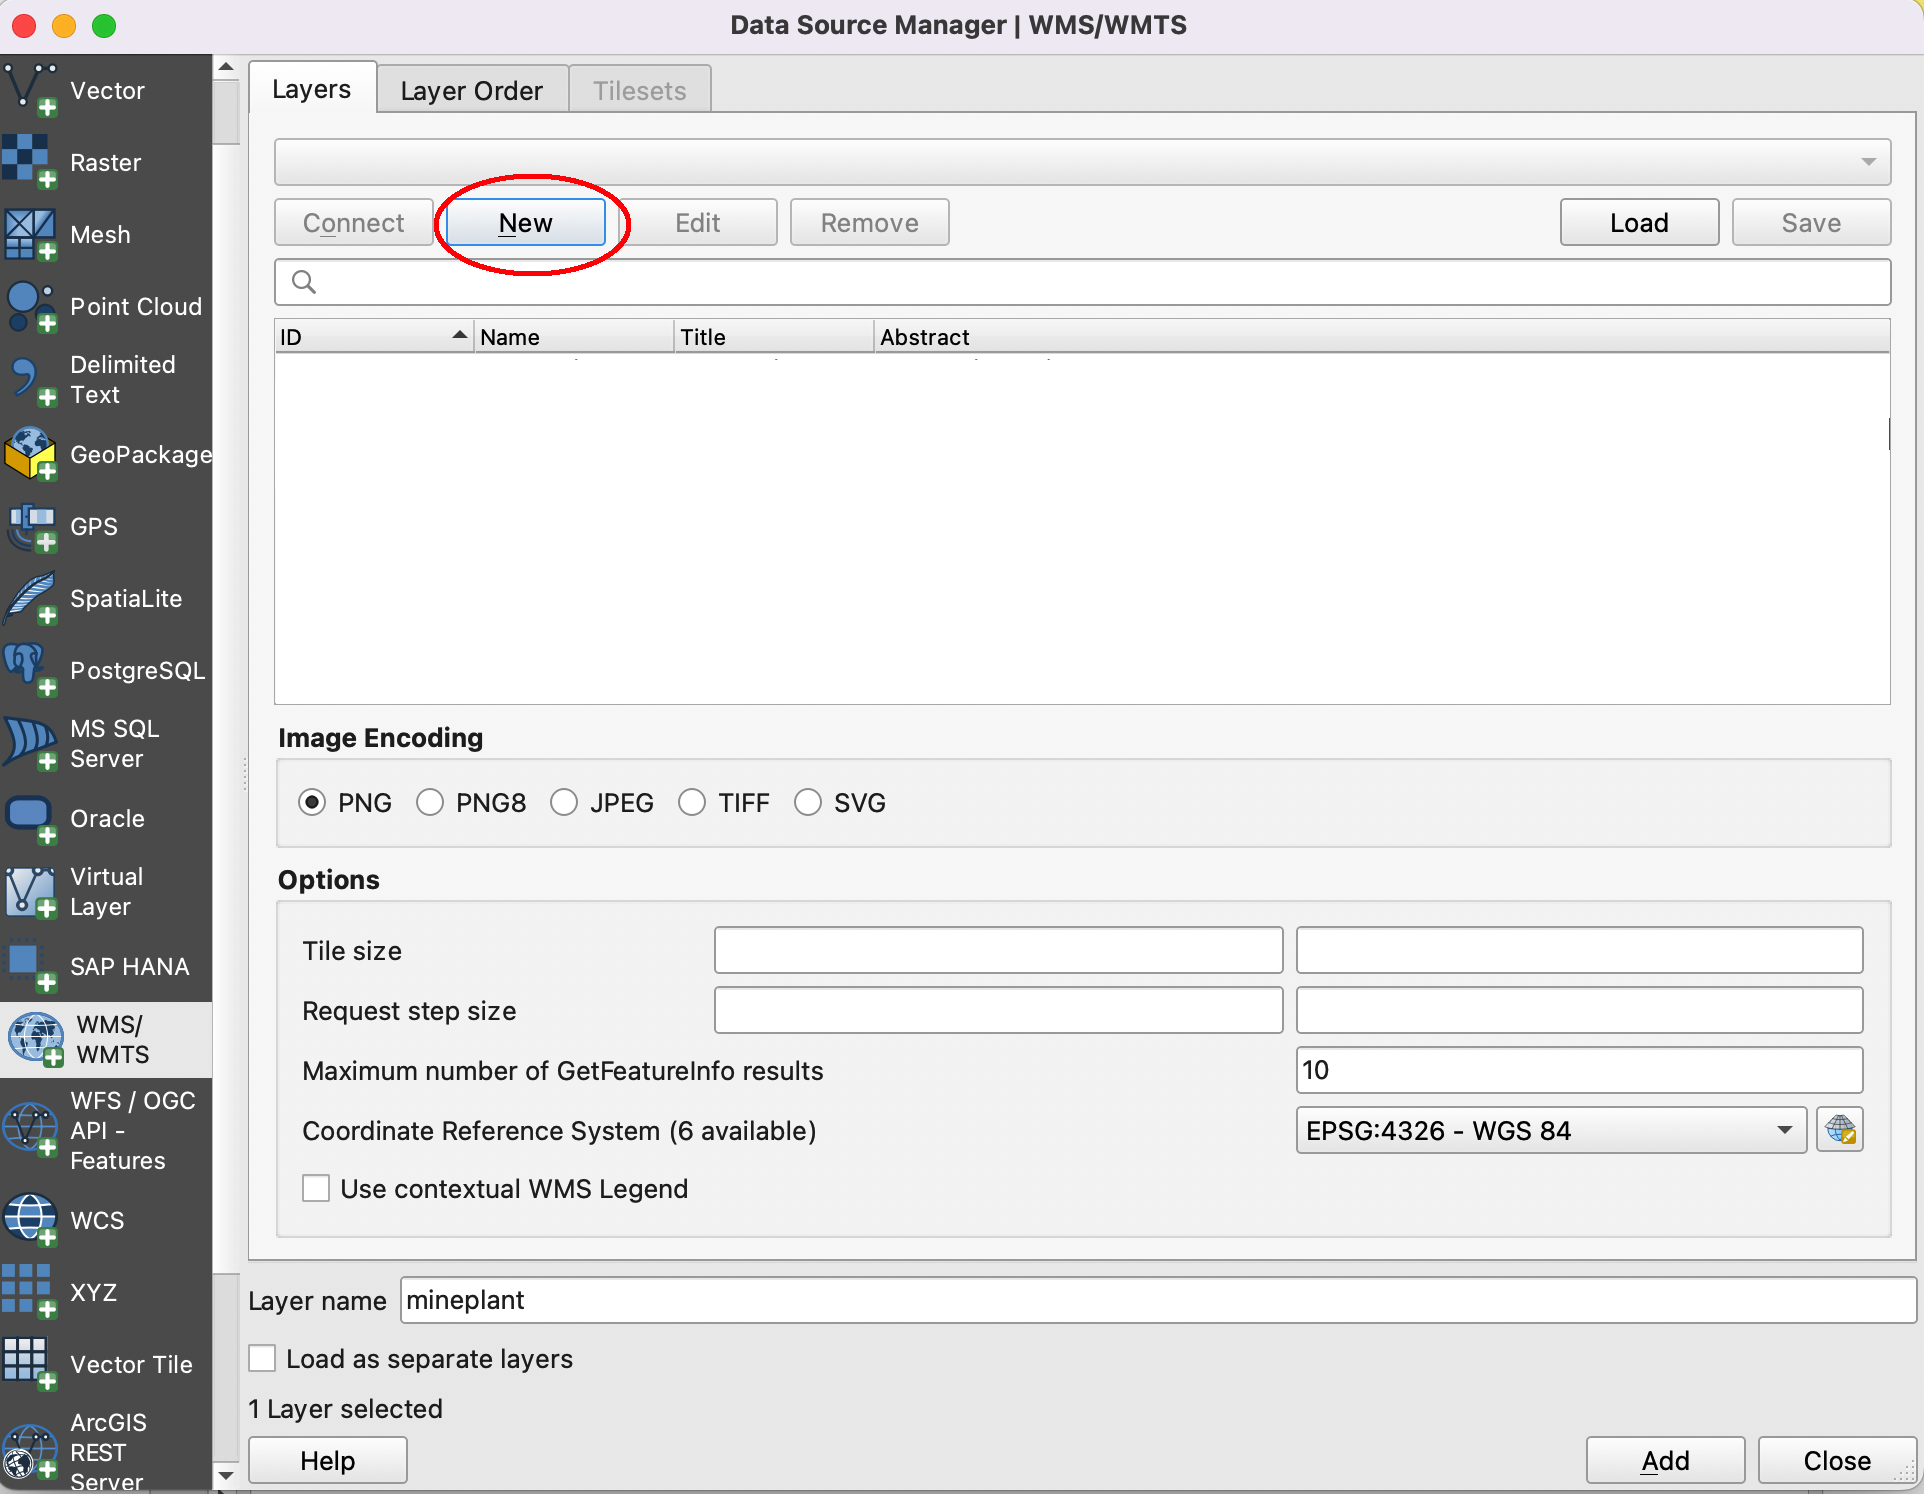 Data Source Manager | WMS/WMTS
Vector
Raster
Mesh
Point Cloud
Delimited
Text
GeoPackage
GPS
SpatiaLite
PostgreSQL
MS SQL
Server
Oracle
Virtual
Layer
SAP HANA
WMS/
WMTS
WFS / OGC
API -
Features
WCS
XYZ
Vector Tile
ArcGIS
REST
Server
Layers Layer Order Tilesets
Connect New Edit Remove Load Save
ID Name Title Abstract
Image Encoding
PNG PNG8 JPEG TIFF SVG
Options
Tile size
Request step size
Maximum number of GetFeatureInfo results 10
Coordinate Reference System (6 available) EPSG:4326 - WGS 84
Use contextual WMS Legend
Layer name mineplant
Load as separate layers
1 Layer selected
Help Add Close